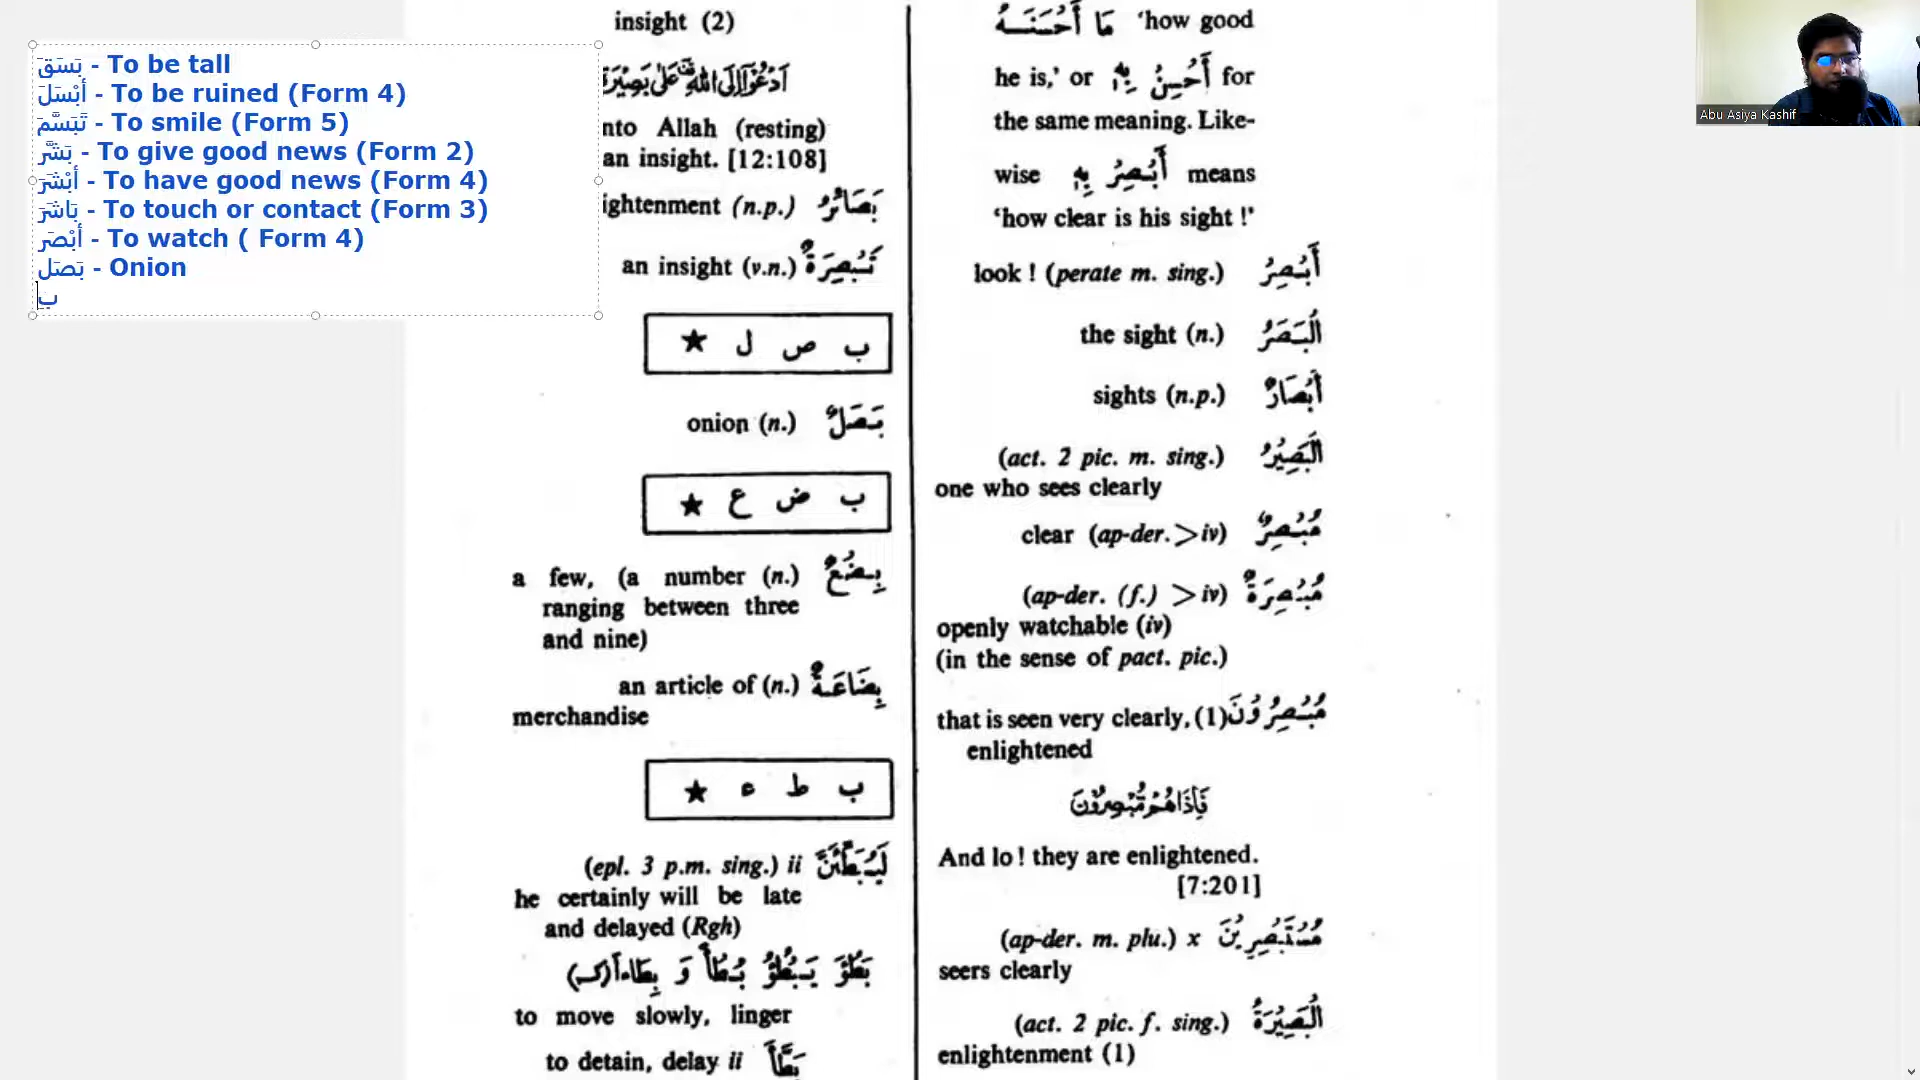 بَسَقَ - To be tall
أَبْسَلَ - To be ruined (Form 4)
تَبَسَّمَ - To smile (Form 5)
بَشَّرَ - To give good news (Form 2)
أَبْشَرَ - To have good news (Form 4)
بَاشَرَ - To touch or contact (Form 3)
أَبْصَرَ - To watch ( Form 4)
بَصَل - Onion
بِ
insight (2)
أَدْعُوٓا۟ إِلَى اللَّهِ عَلَىٰ بَصِيْرَة
nto Allah (resting)
an insight. [12:108]
ightenment (n.p.) بَصَائِرُ
an insight (v.n.) تَبْصِرَةٌ
ب ص ل ★
onion (n.) بَصَلٌ
ب ض ع ★
a few, (a number (n.) بِضْعٌ
ranging between three
and nine)
an article of (n.) بِضَاعَةٌ
merchandise
ب ط ء ★
(epl. 3 p.m. sing.) ii لَيُبَطِّئَنَّ
he certainly will be late
and delayed (Rgh)
بَطُؤَ يَبْطُؤُ بُطْأً وَ بِطَاءاً (ك)
to move slowly, linger
to detain, delay ii بَطَّأَ
مَا أَحْسَنَهُ ‘how good
he is,’ or أَحْسِنُ بِهٖ for
the same meaning. Like-
wise أَبْصِرُ بِهٖ means
‘how clear is his sight !’
look ! (perate m. sing.) أَبْصِرُ
the sight (n.) اَلْبَصَرُ
sights (n.p.) أَبْصَارٌ
(act. 2 pic. m. sing.) اَلْبَصِيْرُ
one who sees clearly
clear (ap-der.>iv) مُبْصِرٌ
(ap-der. (f.) >iv) مُبْصِرَةٌ
openly watchable (iv)
(in the sense of pact. pic.)
that is seen very clearly, (1) مُبْصِرُوْنَ
enlightened
فَإِذَا هُمْ مُّبْصِرُوْنَ
And lo ! they are enlightened.
[7:201]
(ap-der. m. plu.) x مُسْتَبْصِرِيْنَ
seers clearly
(act. 2 pic. f. sing.) اَلْبَصِيْرَةُ
enlightenment (1)
Abu Asiya Kashif